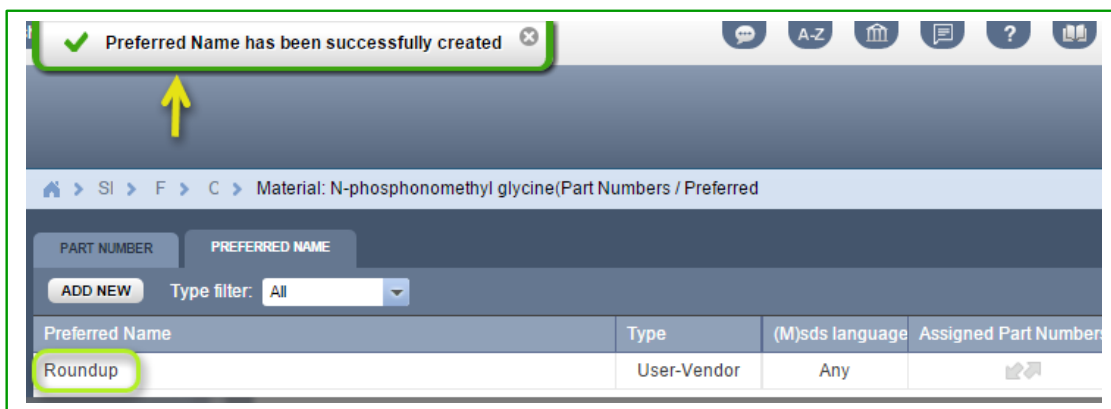 Preferred Name has been successfully created
A-Z
?
SI > F > C > Material: N-phosphonomethyl glycine(Part Numbers / Preferred
PART NUMBER PREFERRED NAME
ADD NEW Type filter: All
Preferred Name Type (M)sds language Assigned Part Numbers
Roundup User-Vendor Any